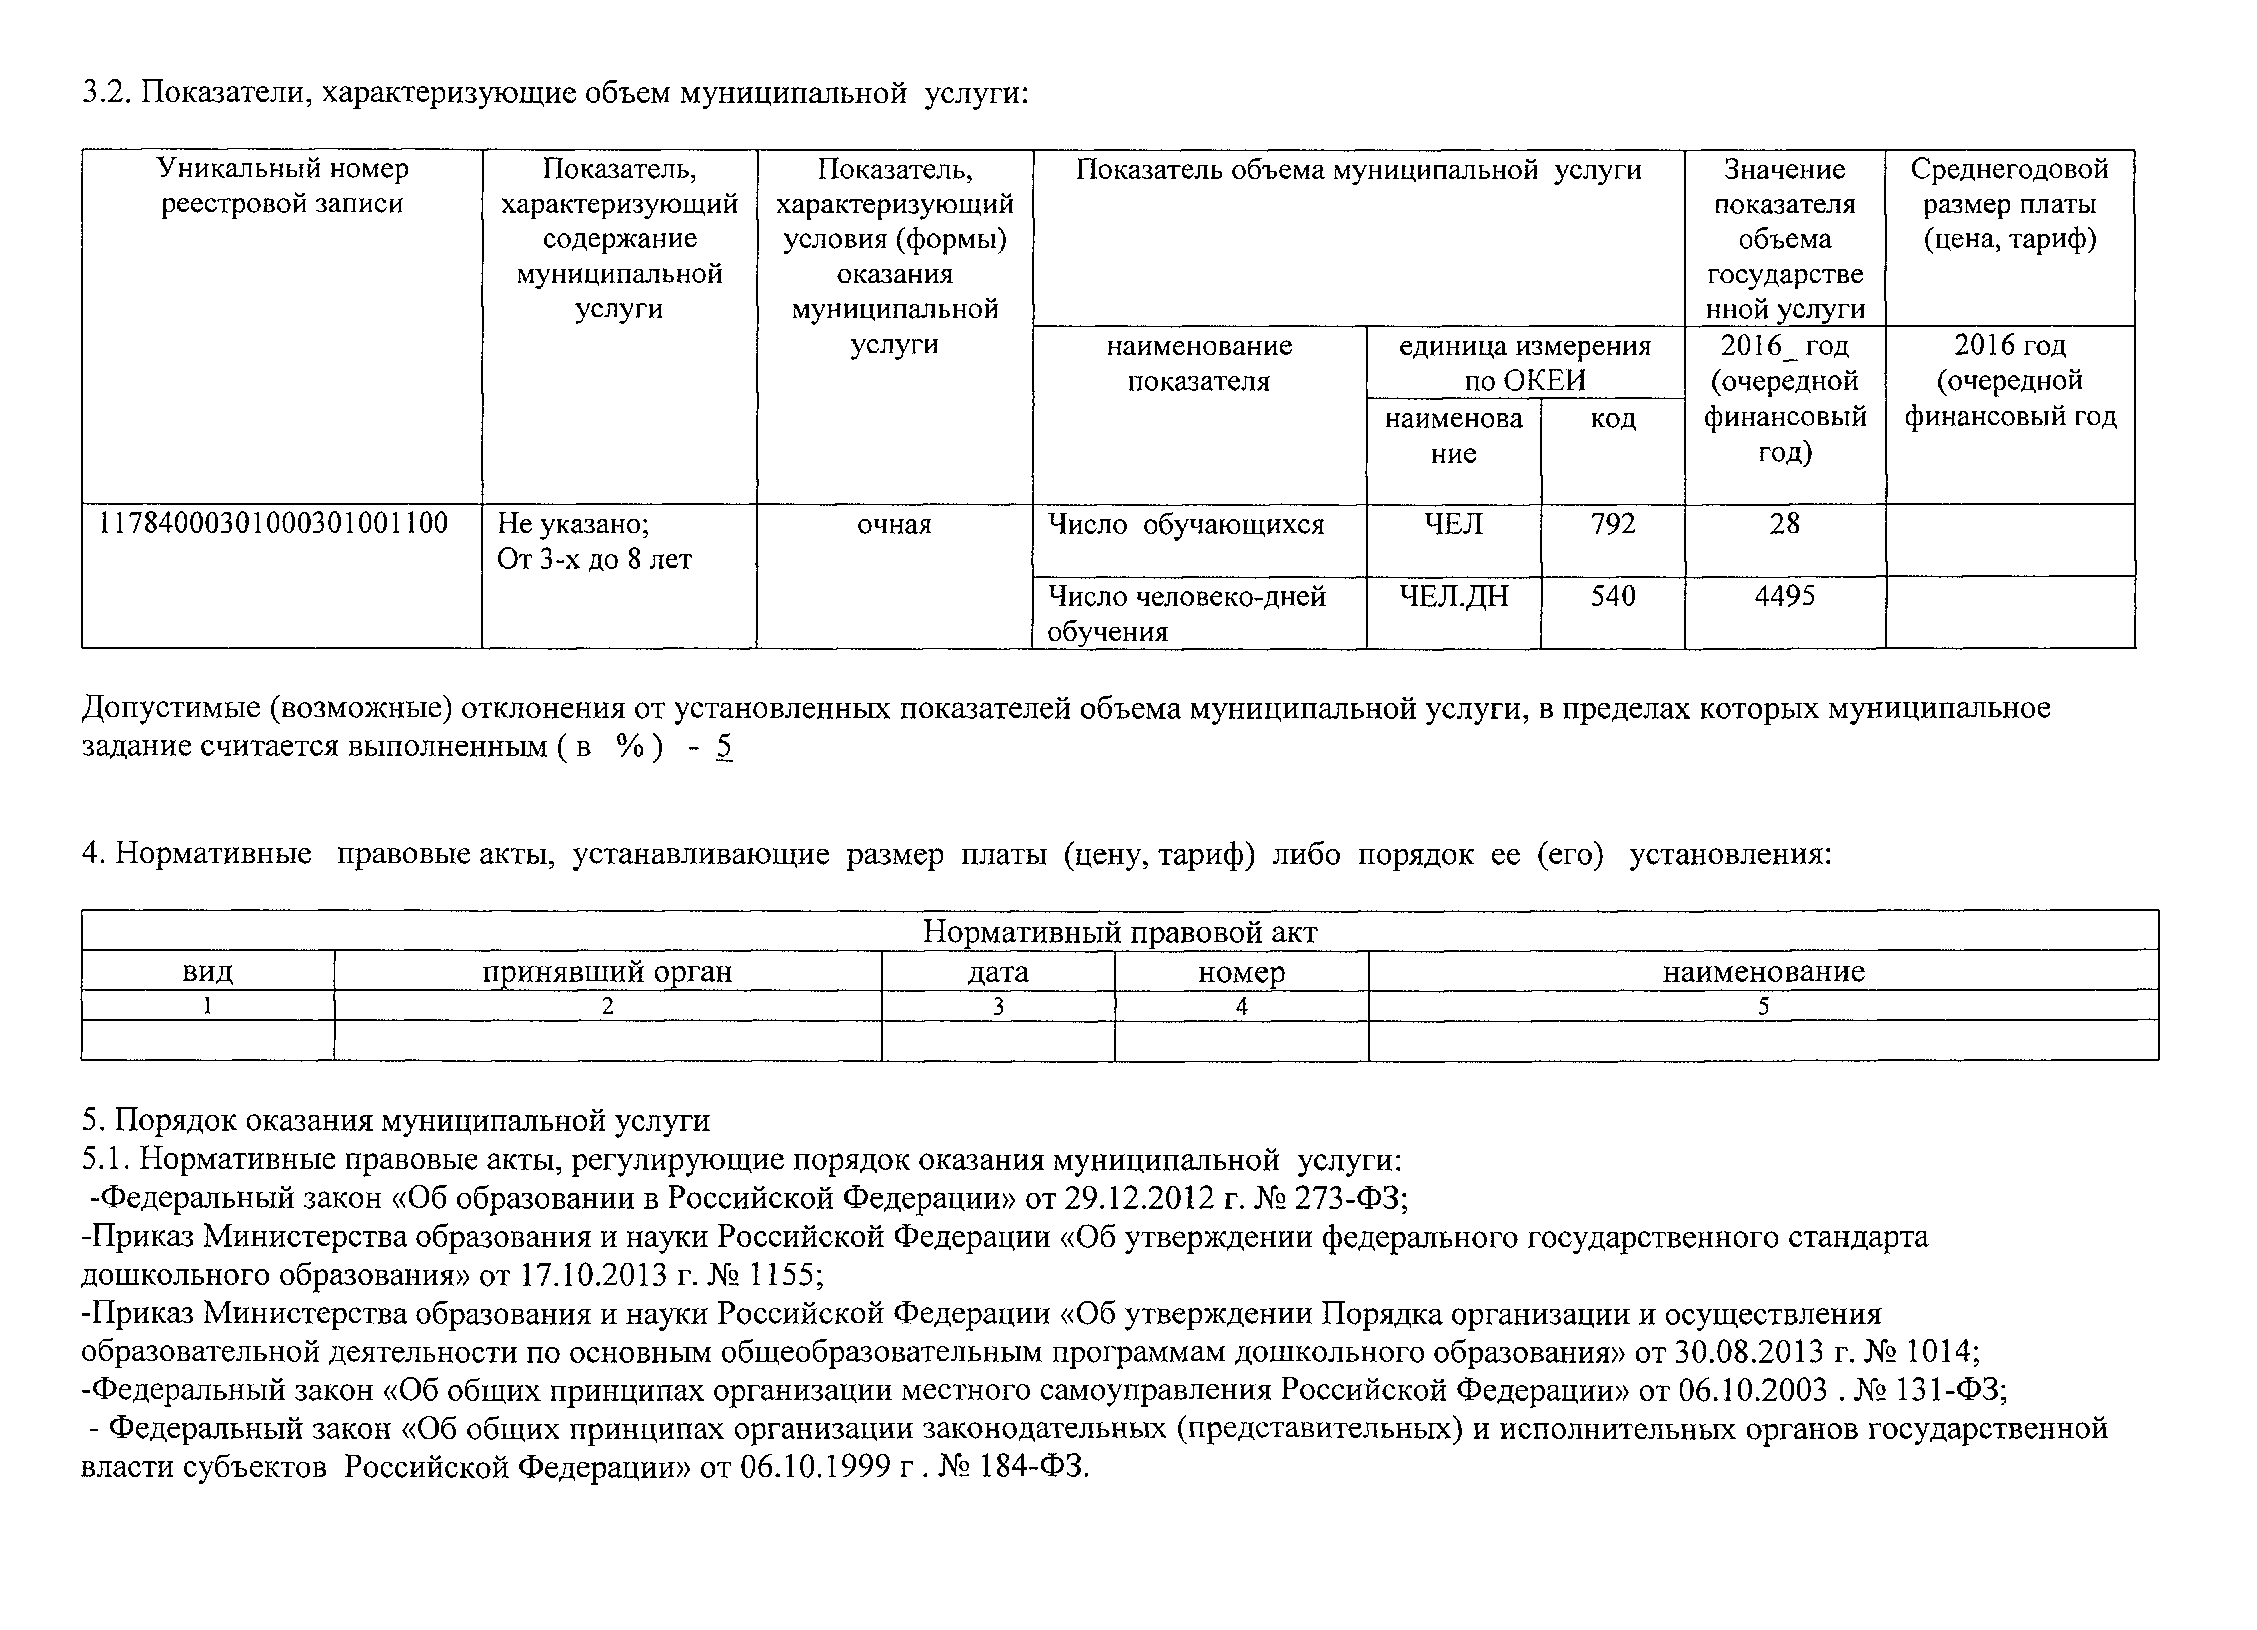 3.2. Показатели, характеризующие объем муниципальной услуги:
Уникальный номер
реестровой записи
Показатель,
характеризующий
содержание
муниципальной
услуги
Показатель,
характеризующий
условия (формы)
оказания
муниципальной
услуги
Показатель объема муниципальной услуги
Значение
показателя
объема
государстве
нной услуги
Среднегодовой
размер платы
(цена, тариф)
наименование
показателя
единица измерения
по ОКЕИ
2016_ год
(очередной
финансовый
год)
2016 год
(очередной
финансовый год
наименова
ние
код
11784000301000301001100
Не указано;
От 3-х до 8 лет
очная
Число обучающихся
ЧЕЛ
792
28
Число человеко-дней
обучения
ЧЕЛ.ДН
540
4495
Допустимые (возможные) отклонения от установленных показателей объема муниципальной услуги, в пределах которых муниципальное
задание считается выполненным ( в % ) - 5
4. Нормативные правовые акты, устанавливающие размер платы (цену, тариф) либо порядок ее (его) установления:
Нормативный правовой акт
вид
принявший орган
дата
номер
наименование
1
2
3
4
5
5. Порядок оказания муниципальной услуги
5.1. Нормативные правовые акты, регулирующие порядок оказания муниципальной услуги:
-Федеральный закон «Об образовании в Российской Федерации» от 29.12.2012 г. № 273-ФЗ;
-Приказ Министерства образования и науки Российской Федерации «Об утверждении федерального государственного стандарта
дошкольного образования» от 17.10.2013 г. № 1155;
-Приказ Министерства образования и науки Российской Федерации «Об утверждении Порядка организации и осуществления
образовательной деятельности по основным общеобразовательным программам дошкольного образования» от 30.08.2013 г. № 1014;
-Федеральный закон «Об общих принципах организации местного самоуправления Российской Федерации» от 06.10.2003 . № 131-ФЗ;
- Федеральный закон «Об общих принципах организации законодательных (представительных) и исполнительных органов государственной
власти субъектов Российской Федерации» от 06.10.1999 г . № 184-ФЗ.